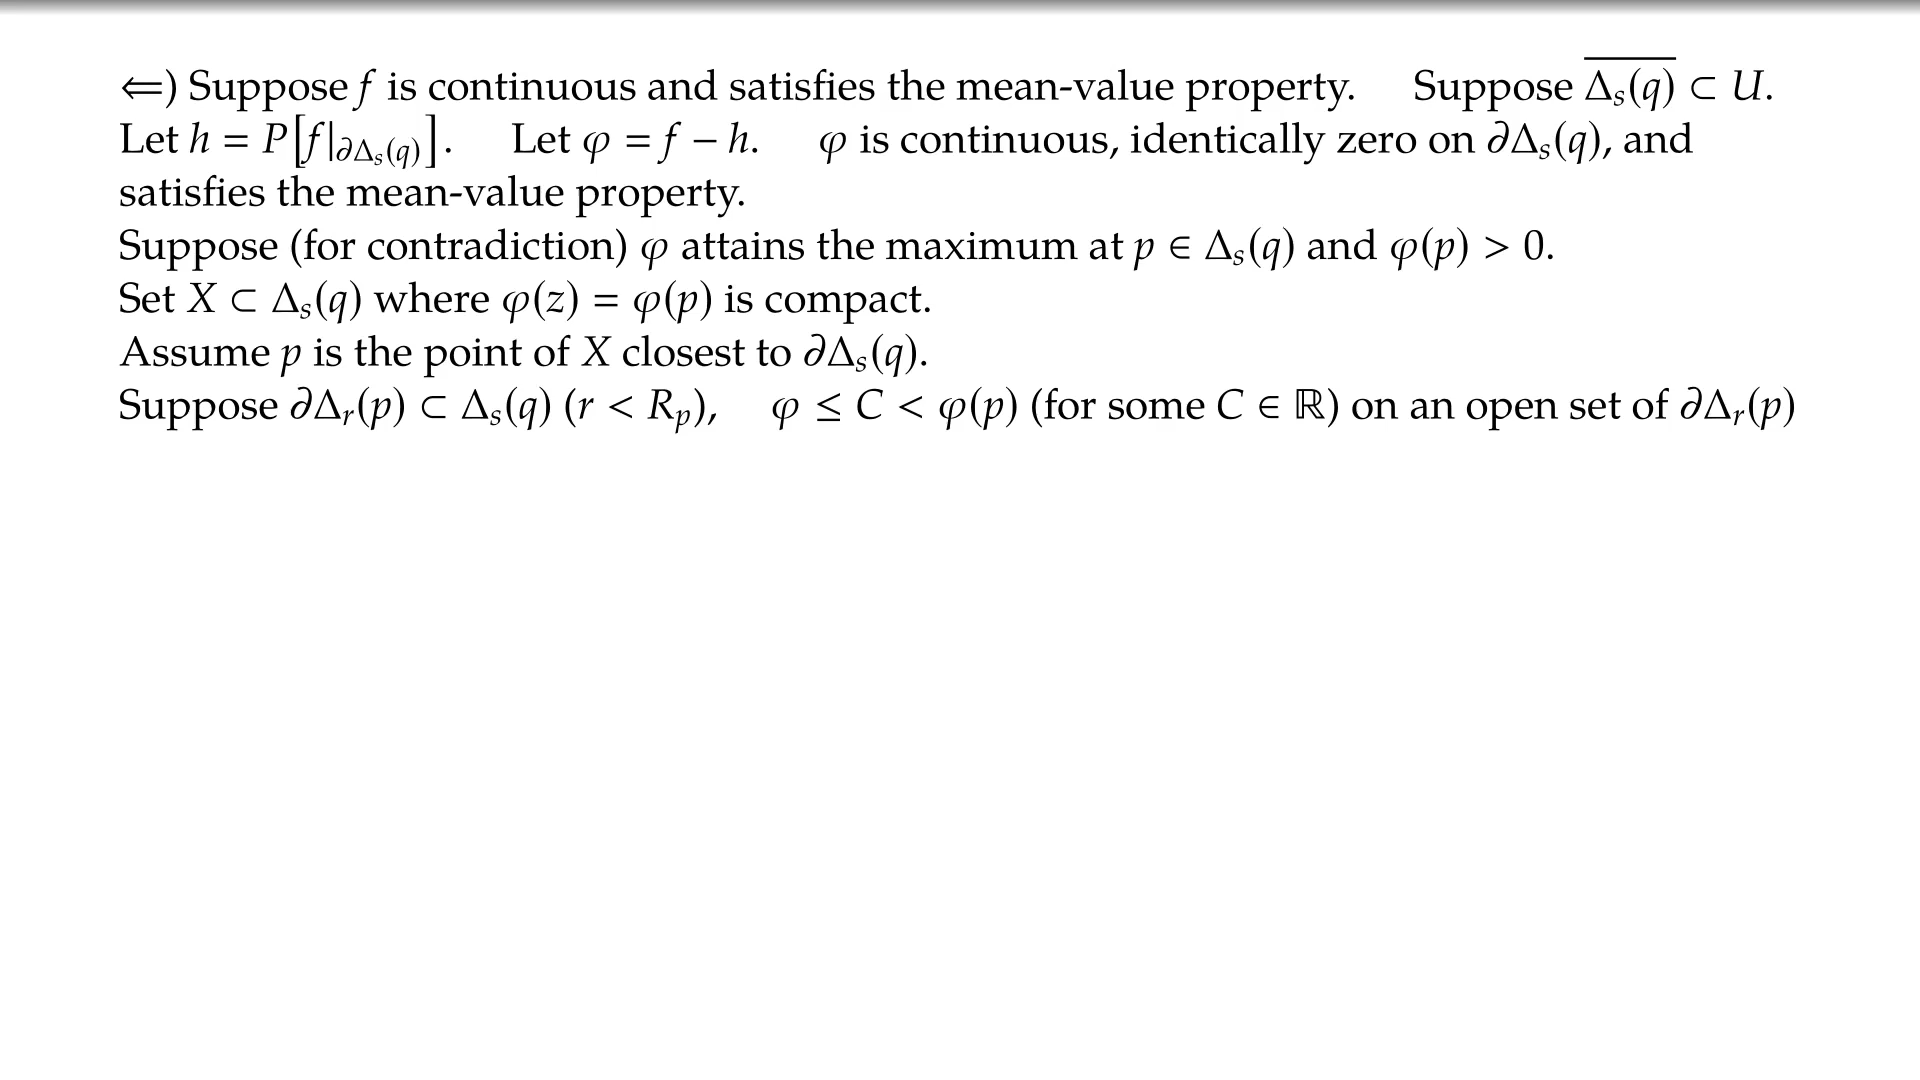 ⇐) Suppose f is continuous and satisfies the mean-value property. Suppose \overline{Δ_s(q)} ⊂ U.
Let h = P[f|_{∂Δ_s(q)}]. Let φ = f − h. φ is continuous, identically zero on ∂Δ_s(q), and
satisfies the mean-value property.
Suppose (for contradiction) φ attains the maximum at p ∈ Δ_s(q) and φ(p) > 0.
Set X ⊂ Δ_s(q) where φ(z) = φ(p) is compact.
Assume p is the point of X closest to ∂Δ_s(q).
Suppose ∂Δ_r(p) ⊂ Δ_s(q) (r < R_p), φ ≤ C < φ(p) (for some C ∈ ℝ) on an open set of ∂Δ_r(p)